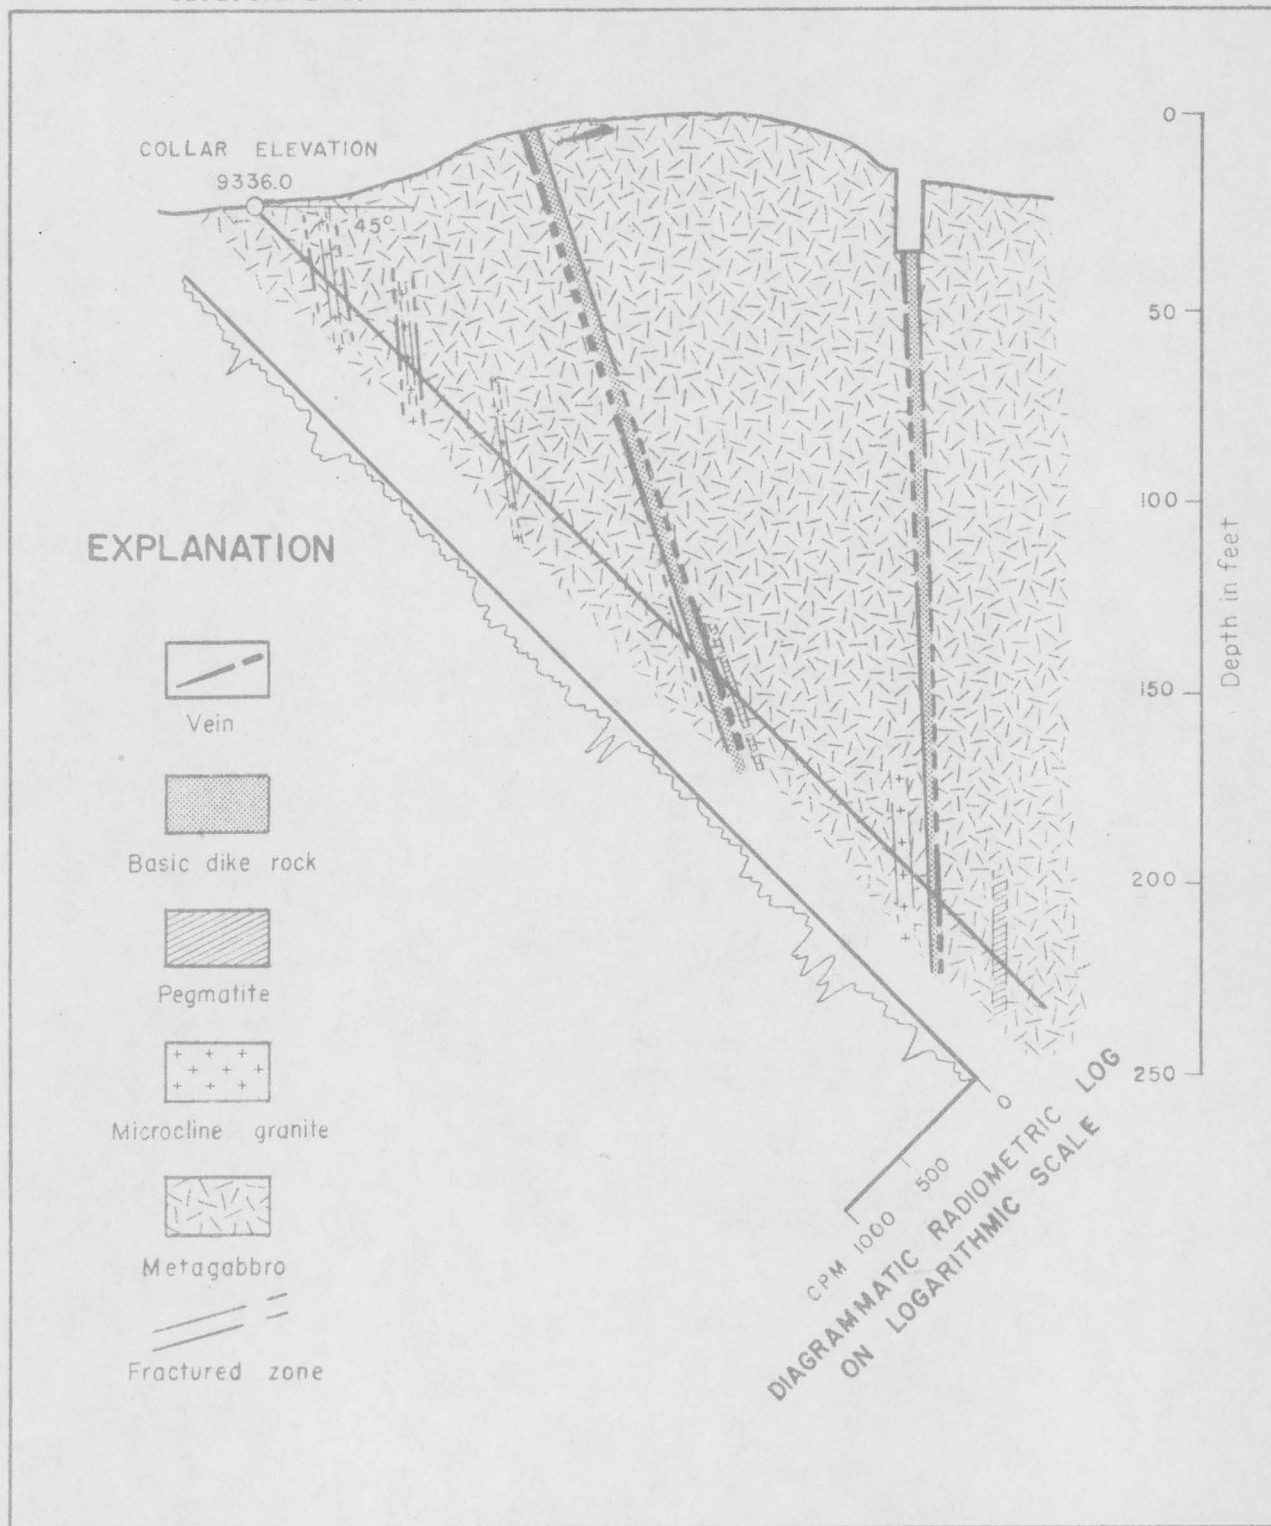 COLLAR ELEVATION
9336.0
45°
0
50
100
150
200
250
Depth in feet
EXPLANATION
Vein
Basic dike rock
Pegmatite
Microcline granite
Metagabbro
Fractured zone
0
500
CPM 1000
DIAGRAMMATIC RADIOMETRIC LOG
ON LOGARITHMIC SCALE